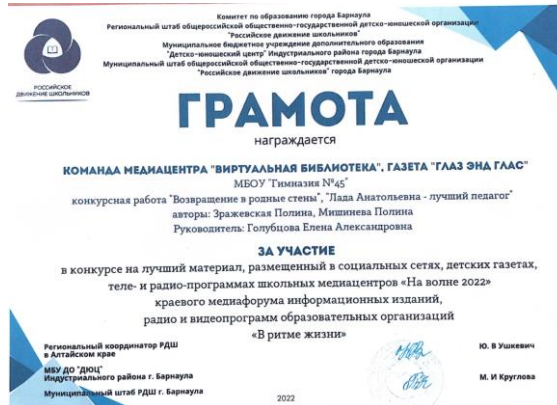 Комитет по образованию города Барнаула
Региональный штаб общероссийской общественно-государственной детско-юношеской организации
"Российское движение школьников"
Муниципальное бюджетное учреждение дополнительного образования
"Детско-юношеский центр" Индустриального района города Барнаула
Муниципальный штаб общероссийской общественно-государственной детско-юношеской организации
"Российское движение школьников" города Барнаула
РОССИЙСКОЕ
ДВИЖЕНИЕ ШКОЛЬНИКОВ
ГРАМОТА
награждается
КОМАНДА МЕДИАЦЕНТРА "ВИРТУАЛЬНАЯ БИБЛИОТЕКА", ГАЗЕТА "ГЛАЗ ЭНД ГЛАС"
МБОУ "Гимназия №45"
конкурсная работа "Возвращение в родные стены", "Лада Анатольевна - лучший педагог"
авторы: Зражевская Полина, Мишинева Полина
Руководитель: Голубцова Елена Александровна
ЗА УЧАСТИЕ
в конкурсе на лучший материал, размещенный в социальных сетях, детских газетах,
теле- и радио-программах школьных медиацентров «На волне 2022»
краевого медиафорума информационных изданий,
радио и видеопрограмм образовательных организаций
«В ритме жизни»
Региональный координатор РДШ
в Алтайском крае
Ю. В Ушкевич
МБУ ДО "ДЮЦ"
Индустриального района г. Барнаула
М. И Круглова
Муниципальный штаб РДШ г. Барнаула
2022